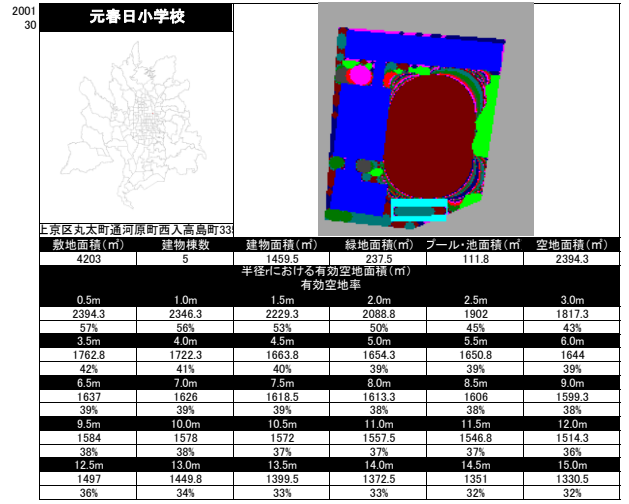 2001
30
元春日小学校
上京区丸太町通河原町西入高島町335
敷地面積(㎡) 建物棟数 建物面積(㎡) 緑地面積(㎡) プール・池面積(㎡ 空地面積(㎡)
4203 5 1459.5 237.5 111.8 2394.3
半径rにおける有効空地面積(㎡)
有効空地率
0.5m 1.0m 1.5m 2.0m 2.5m 3.0m
2394.3 2346.3 2229.3 2088.8 1902 1817.3
57% 56% 53% 50% 45% 43%
3.5m 4.0m 4.5m 5.0m 5.5m 6.0m
1762.8 1722.3 1663.8 1654.3 1650.8 1644
42% 41% 40% 39% 39% 39%
6.5m 7.0m 7.5m 8.0m 8.5m 9.0m
1637 1626 1618.5 1613.3 1606 1599.3
39% 39% 39% 38% 38% 38%
9.5m 10.0m 10.5m 11.0m 11.5m 12.0m
1584 1578 1572 1557.5 1546.8 1514.3
38% 38% 37% 37% 37% 36%
12.5m 13.0m 13.5m 14.0m 14.5m 15.0m
1497 1449.8 1399.5 1372.5 1351 1330.5
36% 34% 33% 33% 32% 32%